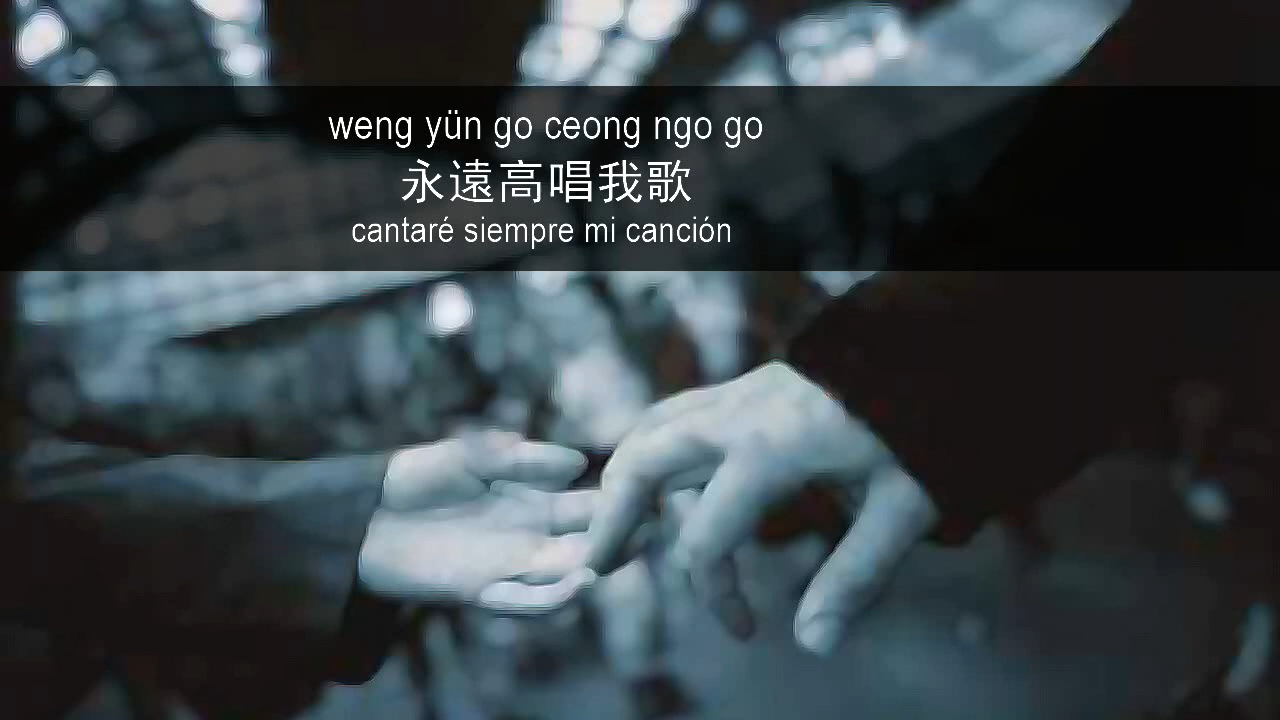 weng yün go ceong ngo go
永遠高唱我歌
cantaré siempre mi canción